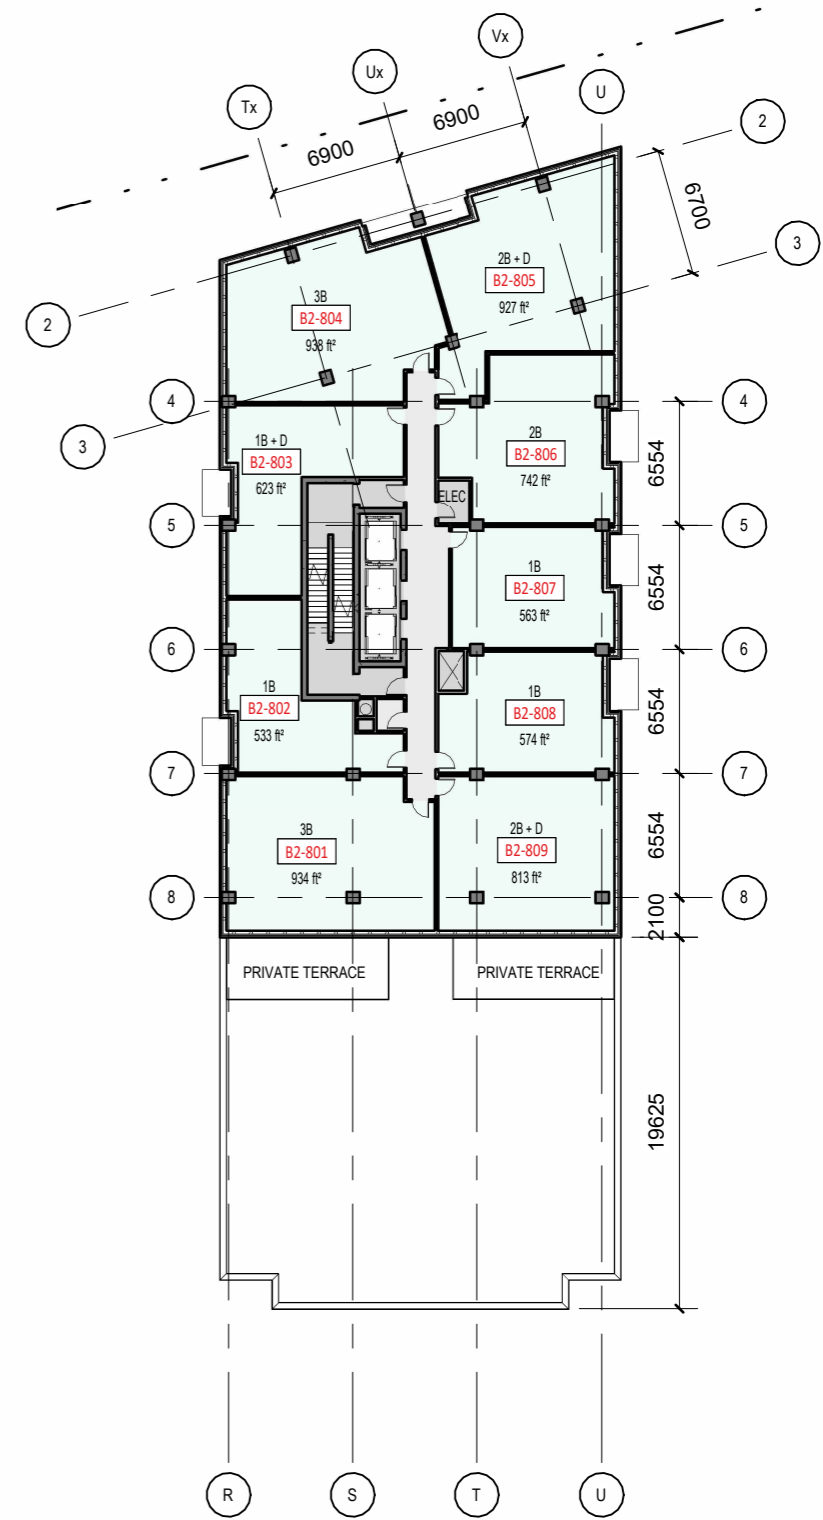 Vx
Ux
U
Tx
2
6900
6900
6700
3
2B + D
B2-805
927 ft²
3B
B2-804
938 ft²
2
4
4
3
1B + D
B2-803
623 ft²
2B
B2-806
742 ft²
6554
ELEC
5
5
1B
B2-807
563 ft²
6554
6
6
1B
B2-802
533 ft²
1B
B2-808
574 ft²
6554
7
7
3B
B2-801
934 ft²
2B + D
B2-809
813 ft²
6554
8
8
2100
PRIVATE TERRACE
PRIVATE TERRACE
19625
R
S
T
U